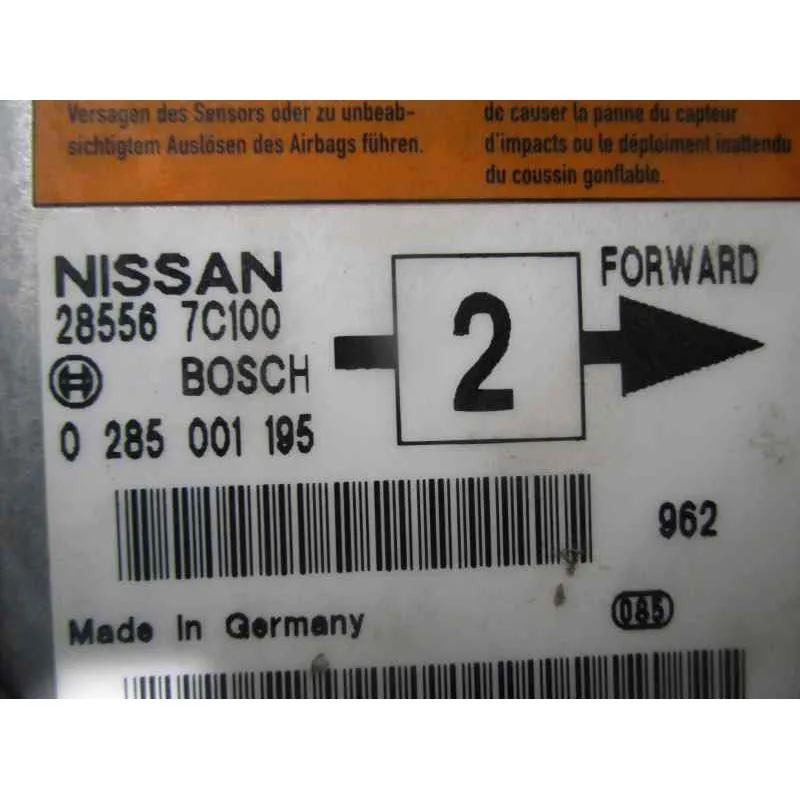 Versagen des Sensors oder zu unbeab-
sichtigtem Auslösen des Airbags führen.
de causer la panne du capteur
d'impacts ou le déploiment inattendu
du coussin gonflable.
NISSAN
28556 7C100
BOSCH
0 285 001 195
2
FORWARD
962
Made in Germany
085